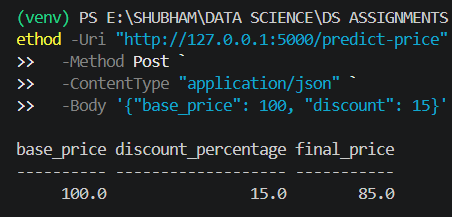 (venv) PS E:\SHUBHAM\DATA SCIENCE\DS ASSIGNMENTS
ethod -Uri "http://127.0.0.1:5000/predict-price"
>>   -Method Post `
>>   -ContentType "application/json" `
>>   -Body '{"base_price": 100, "discount": 15}'
base_price discount_percentage final_price
---------- ------------------- -----------
100.0 15.0 85.0